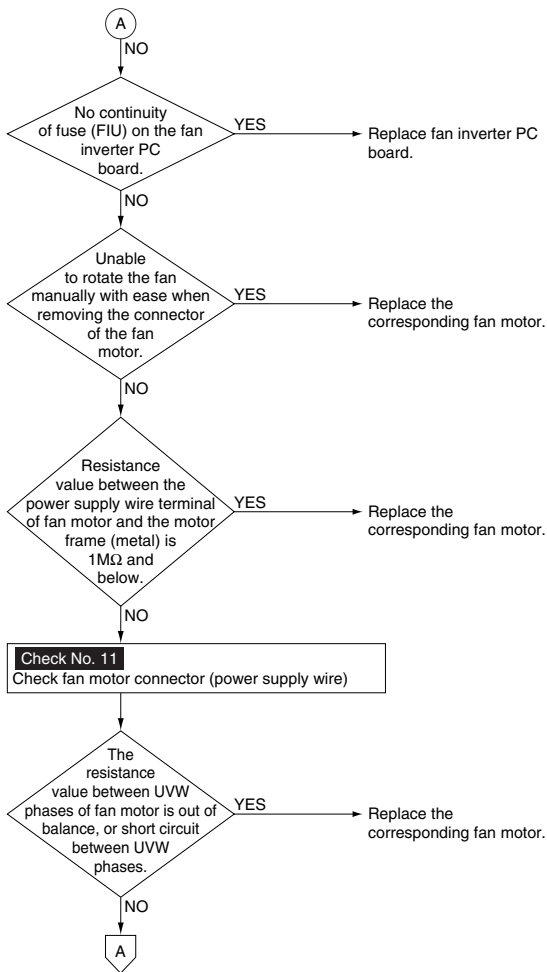 A
NO
No continuity
of fuse (FIU) on the fan
inverter PC
board.
YES
Replace fan inverter PC
board.
NO
Unable
to rotate the fan
manually with ease when
removing the connector
of the fan
motor.
YES
Replace the
corresponding fan motor.
NO
Resistance
value between the
power supply wire terminal
of fan motor and the motor
frame (metal) is
1MΩ and
below.
YES
Replace the
corresponding fan motor.
NO
Check No. 11
Check fan motor connector (power supply wire)
The
resistance
value between UVW
phases of fan motor is out of
balance, or short circuit
between UVW
phases.
YES
Replace the
corresponding fan motor.
NO
A